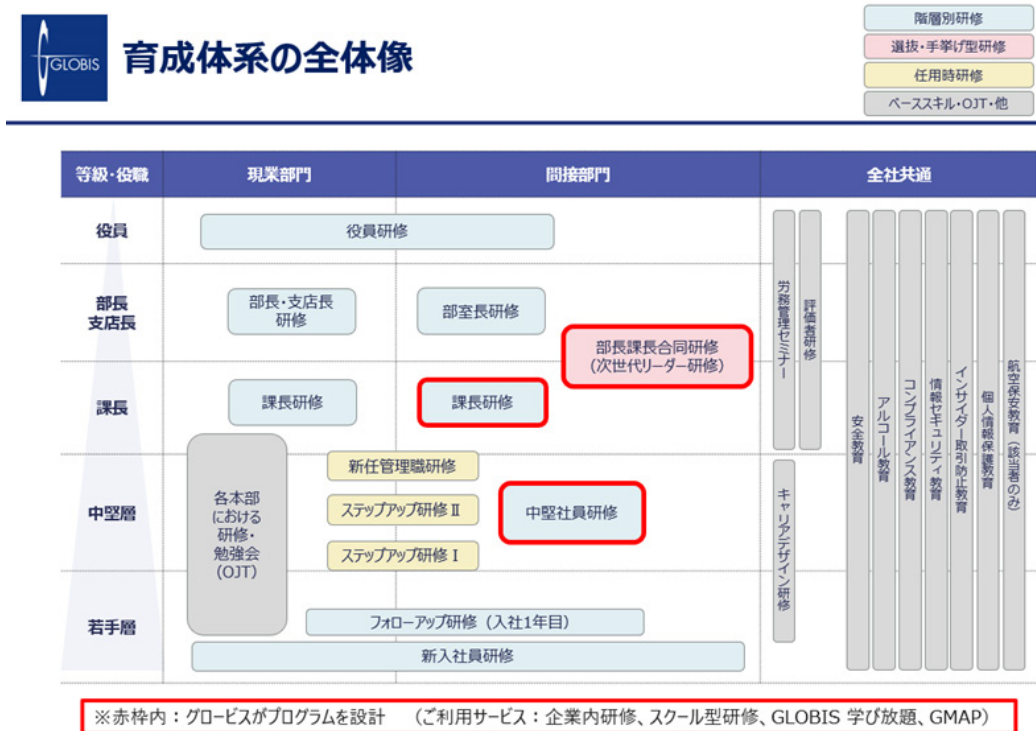 GLOBIS
育成体系の全体像
階層別研修
選抜・手挙げ型研修
任用時研修
ベーススキル・OJT・他
等級・役職
現業部門
間接部門
全社共通
役員
役員研修
部長
支店長
部長・支店長
研修
部室長研修
部長課長合同研修
(次世代リーダー研修)
課長
課長研修
課長研修
中堅層
各本部
における
研修・
勉強会
(OJT)
新任管理職研修
ステップアップ研修Ⅱ
ステップアップ研修Ⅰ
中堅社員研修
若手層
フォローアップ研修（入社1年目）
新入社員研修
労務管理セミナー
評価者研修
キャリアデザイン研修
安全教育
アルコール教育
コンプライアンス教育
情報セキュリティ教育
インサイダー取引防止教育
個人情報保護教育
航空保安教育（該当者のみ）
※赤枠内：グロービスがプログラムを設計　（ご利用サービス：企業内研修、スクール型研修、GLOBIS 学び放題、GMAP）